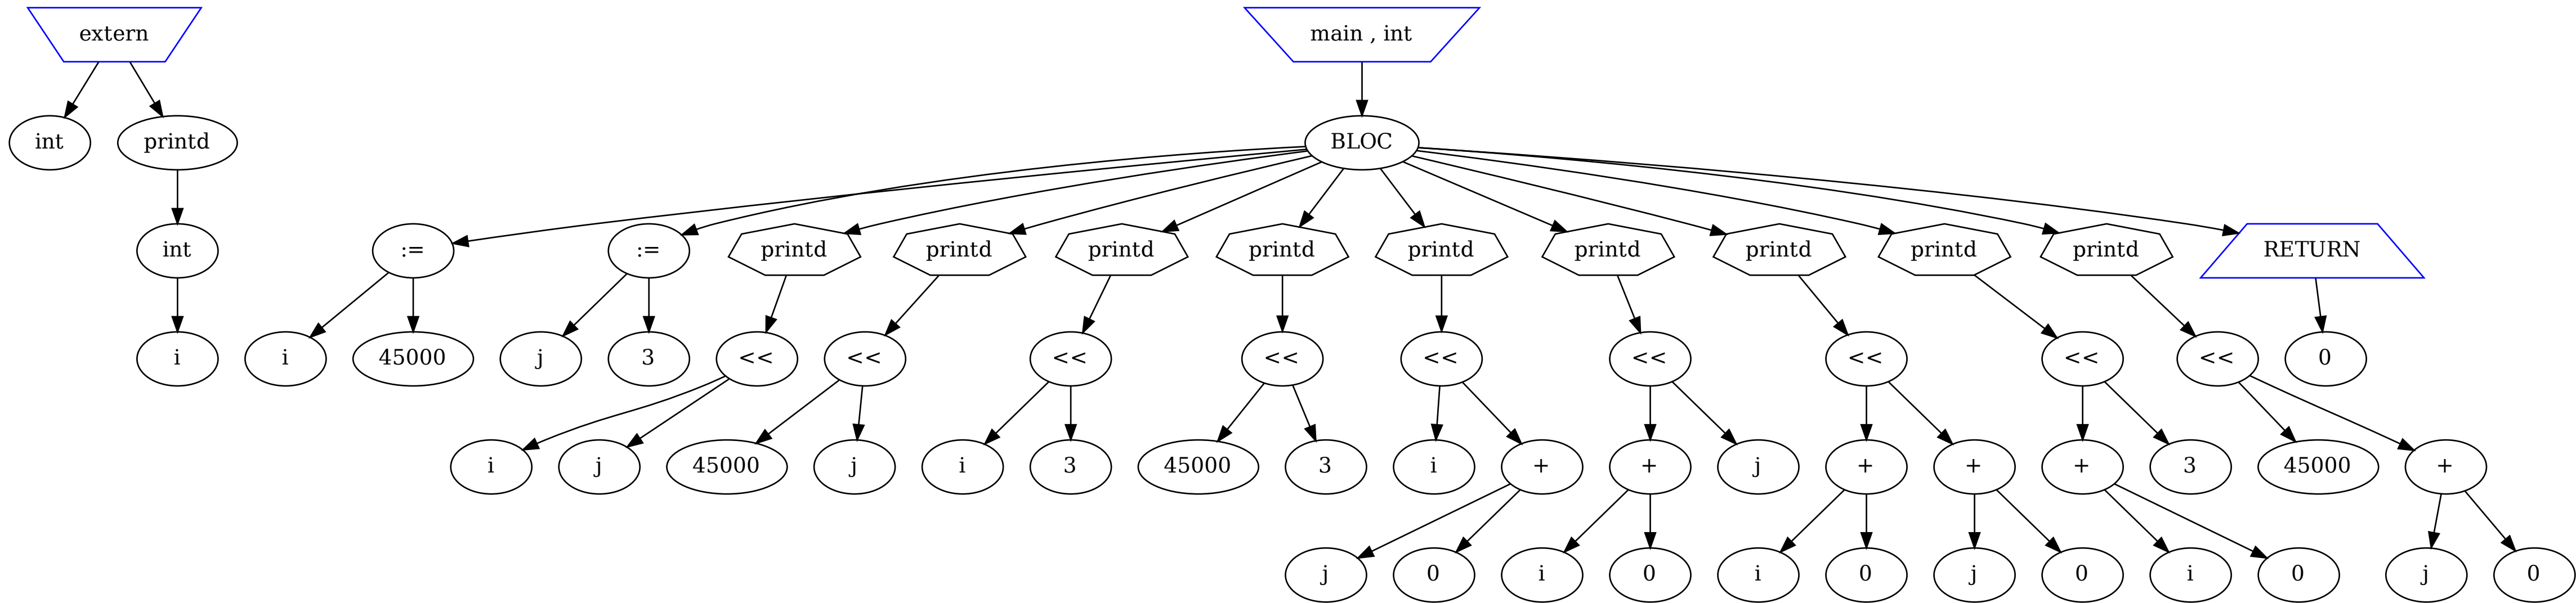 extern
main , int
int
printd
BLOC
int
:=
:=
printd
printd
printd
printd
printd
printd
printd
printd
printd
RETURN
i
i
45000
j
3
<<
<<
<<
<<
<<
<<
<<
<<
<<
0
i
j
45000
j
i
3
45000
3
i
+
+
j
+
+
+
3
45000
+
j
0
i
0
i
0
j
0
i
0
j
0